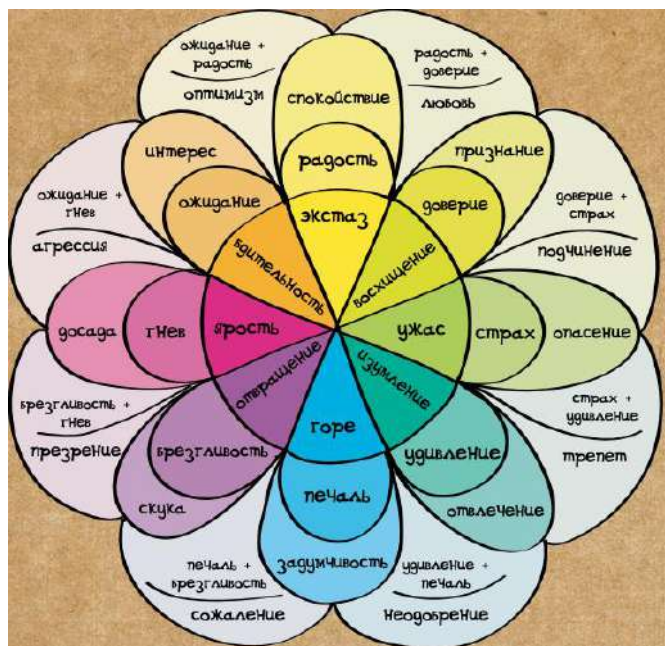 ожидание +
радость
оптимизм
радость +
доверие
любовь
спокойствие
радость
экстаз
интерес
ожидание
бдительность
признание
доверие
восхищение
ожидание +
гнев
агрессия
доверие
+ страх
подчинение
досада
гнев
ярость
ужас
страх
опасение
отвращение
изумление
горе
брезгливость +
гнев
презрение
страх
+ удивление
трепет
брезгливость
скука
удивление
отвлечение
печаль
задумчивость
печаль +
брезгливость
сожаление
удивление +
печаль
неодобрение